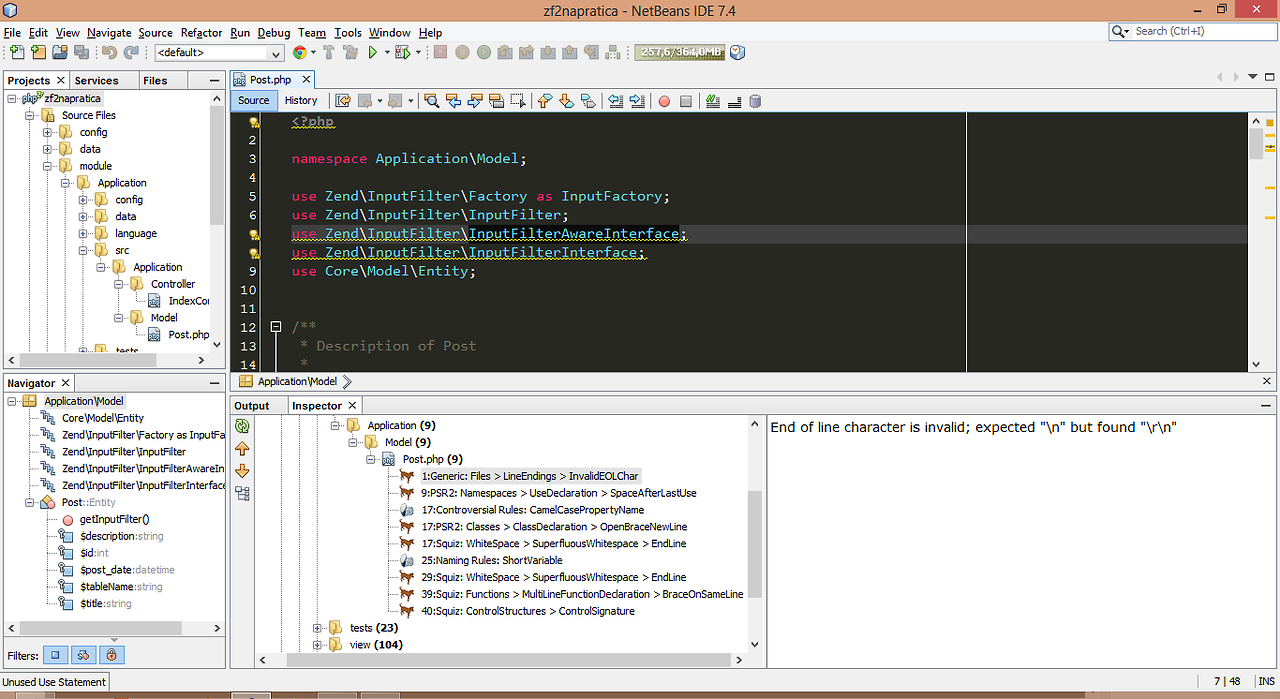 zf2napratica - NetBeans IDE 7.4
File Edit View Navigate Source Refactor Run Debug Team Tools Window Help
Search (Ctrl+I)
<default>
257,6/364,0MB
Projects Services Files
php zf2napratica
Source Files
config
data
module
Application
config
data
language
src
Application
Controller
IndexCon
Model
Post.php
tests
Post.php
Source History
<?php
2
3 namespace Application\Model;
4
5 use Zend\InputFilter\Factory as InputFactory;
6 use Zend\InputFilter\InputFilter;
use Zend\InputFilter\InputFilterAwareInterface;
use Zend\InputFilter\InputFilterInterface;
9 use Core\Model\Entity;
10
11
12 /**
13 * Description of Post
14 *
Application\Model
Navigator
Application\Model
Core\Model\Entity
Zend\InputFilter\Factory as InputFa
Zend\InputFilter\InputFilter
Zend\InputFilter\InputFilterAwareIn
Zend\InputFilter\InputFilterInterface
Post::Entity
getInputFilter()
$description:string
$id:int
$post_date:datetime
$tableName:string
$title:string
Filters:
Output Inspector
Application (9)
Model (9)
Post.php (9)
1:Generic: Files > LineEndings > InvalidEOLChar
9:PSR2: Namespaces > UseDeclaration > SpaceAfterLastUse
17:Controversial Rules: CamelCasePropertyName
17:PSR2: Classes > ClassDeclaration > OpenBraceNewLine
17:Squiz: WhiteSpace > SuperfluousWhitespace > EndLine
25:Naming Rules: ShortVariable
29:Squiz: WhiteSpace > SuperfluousWhitespace > EndLine
39:Squiz: Functions > MultiLineFunctionDeclaration > BraceOnSameLine
40:Squiz: ControlStructures > ControlSignature
tests (23)
view (104)
End of line character is invalid; expected "\n" but found "\r\n"
Unused Use Statement
7 | 48 INS